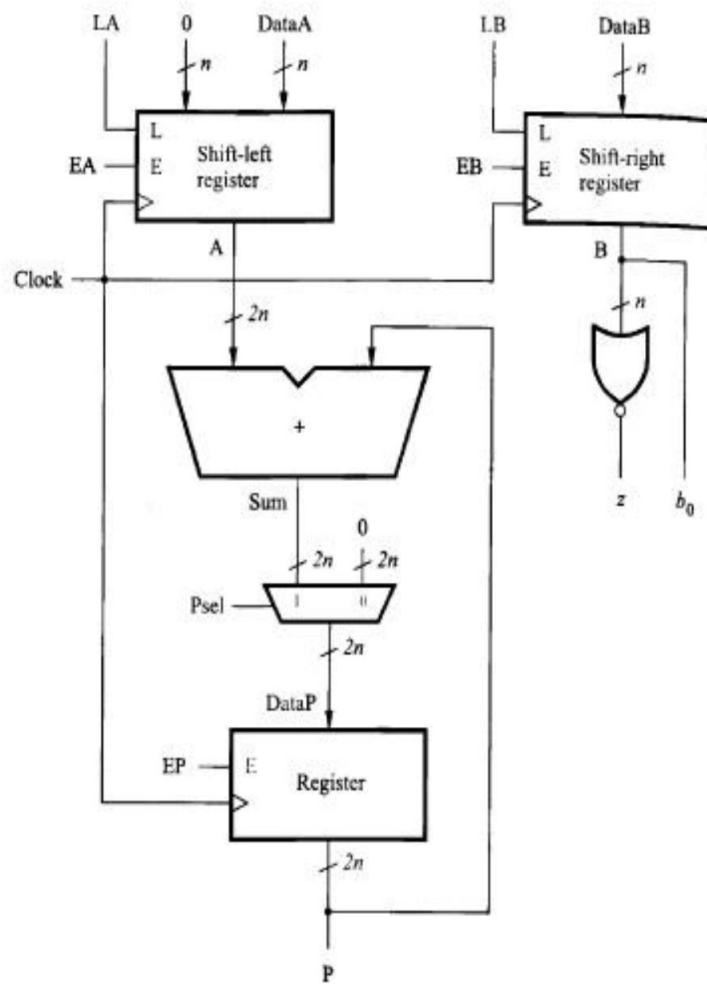 LA 0 DataA LB DataB
n n n
L L
EA E Shift-left register EB E Shift-right register
A B
Clock
2n n
+
Sum z b0
0
2n 2n
Psel 1 0
2n
DataP
EP E Register
2n
P